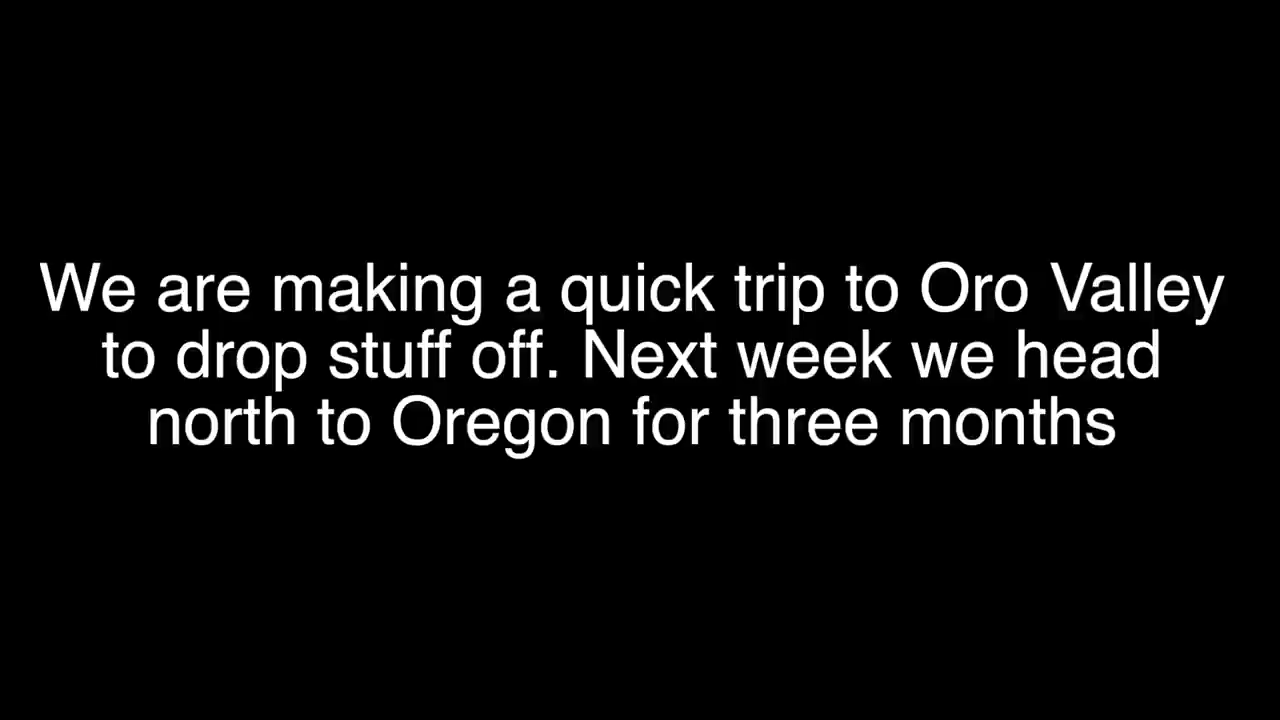 We are making a quick trip to Oro Valley
to drop stuff off. Next week we head
north to Oregon for three months